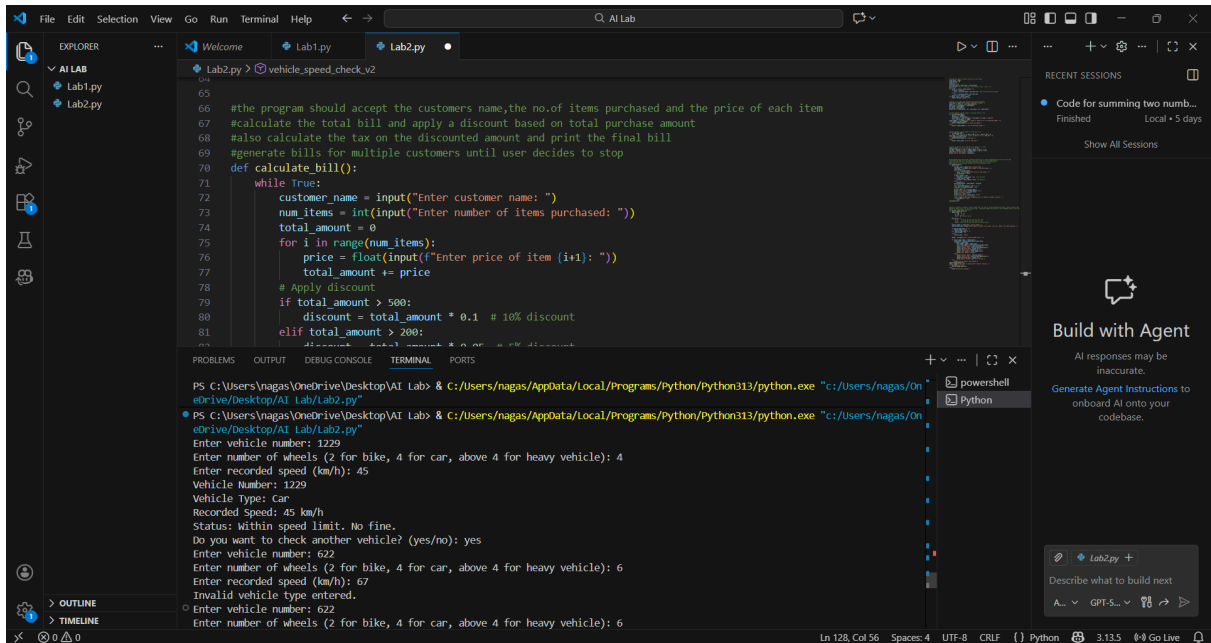 File Edit Selection View Go Run Terminal Help
AI Lab
EXPLORER
AI LAB
Lab1.py
Lab2.py
Welcome
Lab1.py
Lab2.py
Lab2.py > vehicle_speed_check_v2
65
66 #the program should accept the customers name,the no.of items purchased and the price of each item
67 #calculate the total bill and apply a discount based on total purchase amount
68 #also calculate the tax on the discounted amount and print the final bill
69 #generate bills for multiple customers until user decides to stop
70 def calculate_bill():
71 while True:
72 customer_name = input("Enter customer name: ")
73 num_items = int(input("Enter number of items purchased: "))
74 total_amount = 0
75 for i in range(num_items):
76 price = float(input(f"Enter price of item {i+1}: "))
77 total_amount += price
78 # Apply discount
79 if total_amount > 500:
80 discount = total_amount * 0.1 # 10% discount
81 elif total_amount > 200:
PROBLEMS OUTPUT DEBUG CONSOLE TERMINAL PORTS
PS C:\Users\nagas\OneDrive\Desktop\AI Lab> & C:/Users/nagas/AppData/Local/Programs/Python/Python313/python.exe "c:/Users/nagas/On
eDrive/Desktop/AI Lab/Lab2.py"
PS C:\Users\nagas\OneDrive\Desktop\AI Lab> & C:/Users/nagas/AppData/Local/Programs/Python/Python313/python.exe "c:/Users/nagas/On
eDrive/Desktop/AI Lab/Lab2.py"
Enter vehicle number: 1229
Enter number of wheels (2 for bike, 4 for car, above 4 for heavy vehicle): 4
Enter recorded speed (km/h): 45
Vehicle Number: 1229
Vehicle Type: Car
Recorded Speed: 45 km/h
Status: Within speed limit. No fine.
Do you want to check another vehicle? (yes/no): yes
Enter vehicle number: 622
Enter number of wheels (2 for bike, 4 for car, above 4 for heavy vehicle): 6
Enter recorded speed (km/h): 67
Invalid vehicle type entered.
Enter vehicle number: 622
Enter number of wheels (2 for bike, 4 for car, above 4 for heavy vehicle): 6
powershell
Python
RECENT SESSIONS
Code for summing two numb...
Finished Local • 5 days
Show All Sessions
Build with Agent
AI responses may be
inaccurate.
Generate Agent Instructions to
onboard AI onto your
codebase.
Lab2.py
Describe what to build next
A... GPT-5...
OUTLINE
TIMELINE
0 0
Ln 128, Col 56 Spaces: 4 UTF-8 CRLF {} Python 3.13.5 Go Live